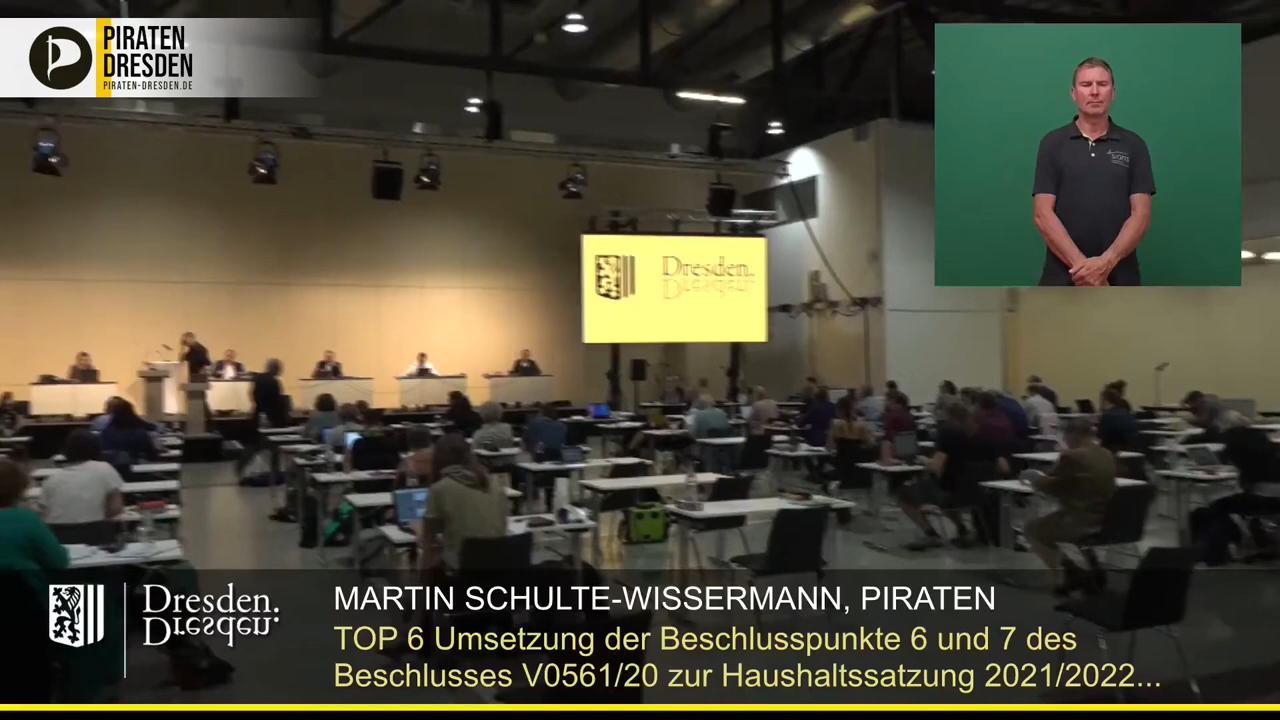 PIRATEN
DRESDEN
PIRATEN-DRESDEN.DE
Dresden.
Dresden.
MARTIN SCHULTE-WISSERMANN, PIRATEN
TOP 6 Umsetzung der Beschlusspunkte 6 und 7 des
Beschlusses V0561/20 zur Haushaltssatzung 2021/2022...
Dresden.
Dresden.